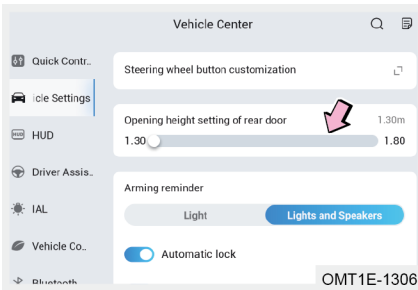 Vehicle Center
Quick Contr..
Steering wheel button customization
icle Settings
Opening height setting of rear door 1.30m
HUD HUD
1.30 1.80
Driver Assis..
Arming reminder
IAL
Light Lights and Speakers
Vehicle Co..
Automatic lock
Bluetooth
OMT1E-1306